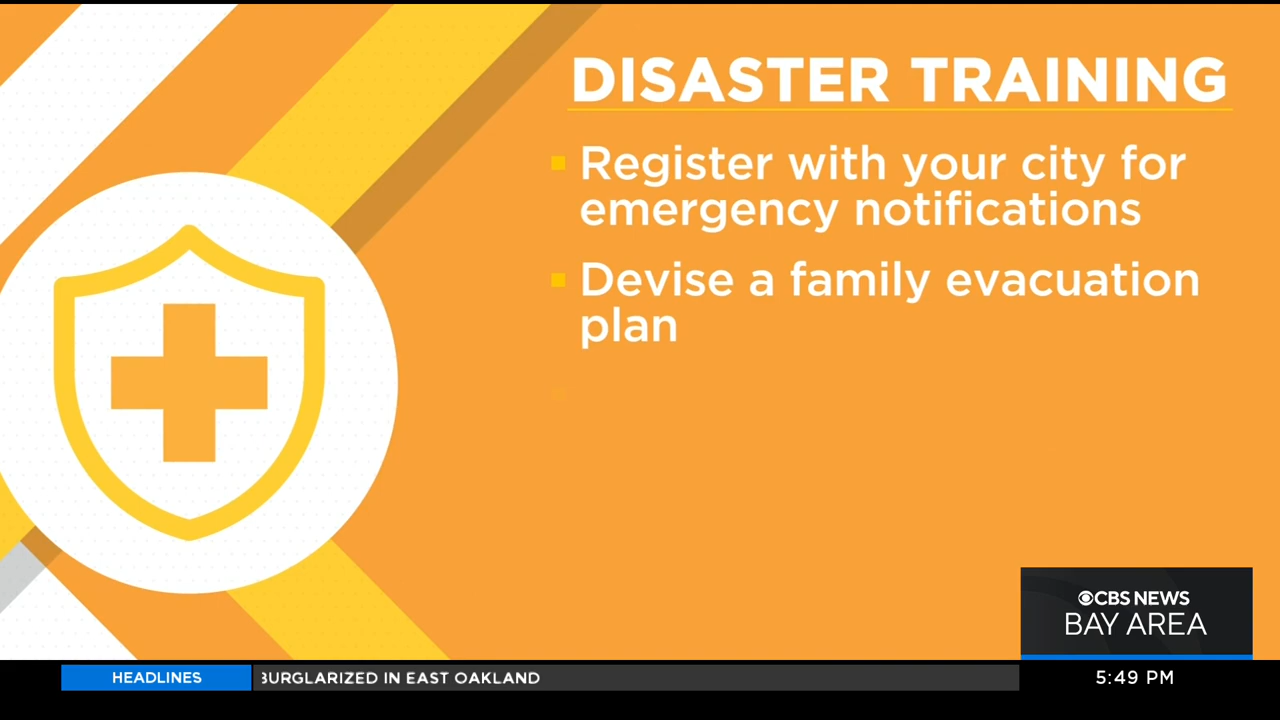 DISASTER TRAINING
Register with your city for
emergency notifications
Devise a family evacuation
plan
CBS NEWS
BAY AREA
HEADLINES
IN EAST OAKLAND
5:49 PM